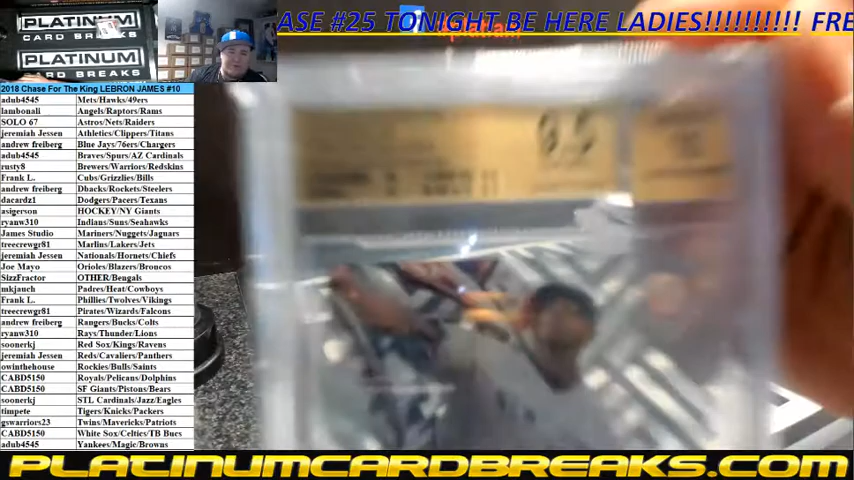 ASE #25 TONIGHT BE HERE LADIES!!!!!!!!!! FRE
PLATINUM
CARD BREAKS
PLATINUM
CARD BREAKS
2018 Chase For The King LEBRON JAMES #10
adub4545 Mets/Hawks/49ers
lambonali Angels/Raptors/Rams
SOLO 67 Astros/Nets/Raiders
jeremiah Jessen Athletics/Clippers/Titans
andrew freiberg Blue Jays/76ers/Chargers
adub4545 Braves/Spurs/AZ Cardinals
rusty8 Brewers/Warriors/Redskins
Frank L. Cubs/Grizzlies/Bills
andrew freiberg Dbacks/Rockets/Steelers
dacardz1 Dodgers/Pacers/Texans
asigerson HOCKEY/NY Giants
ryanw310 Indians/Suns/Seahawks
James Studio Mariners/Nuggets/Jaguars
treecrewgr81 Marlins/Lakers/Jets
jeremiah Jessen Nationals/Hornets/Chiefs
Joe Mayo Orioles/Blazers/Broncos
SizzFractor OTHER/Bengals
mkjauch Padres/Heat/Cowboys
Frank L. Phillies/Twolves/Vikings
treecrewgr81 Pirates/Wizards/Falcons
andrew freiberg Rangers/Bucks/Colts
ryanw310 Rays/Thunder/Lions
soonerkj Red Sox/Kings/Ravens
jeremiah Jessen Reds/Cavaliers/Panthers
owinthehouse Rockies/Bulls/Saints
CABD5150 Royals/Pelicans/Dolphins
CABD5150 SF Giants/Pistons/Bears
soonerkj STL Cardinals/Jazz/Eagles
timpete Tigers/Knicks/Packers
gswarriors23 Twins/Mavericks/Patriots
CABD5150 White Sox/Celtics/TB Bucs
adub4545 Yankees/Magic/Browns
9.5
PLATINUMCARDBREAKS.COM